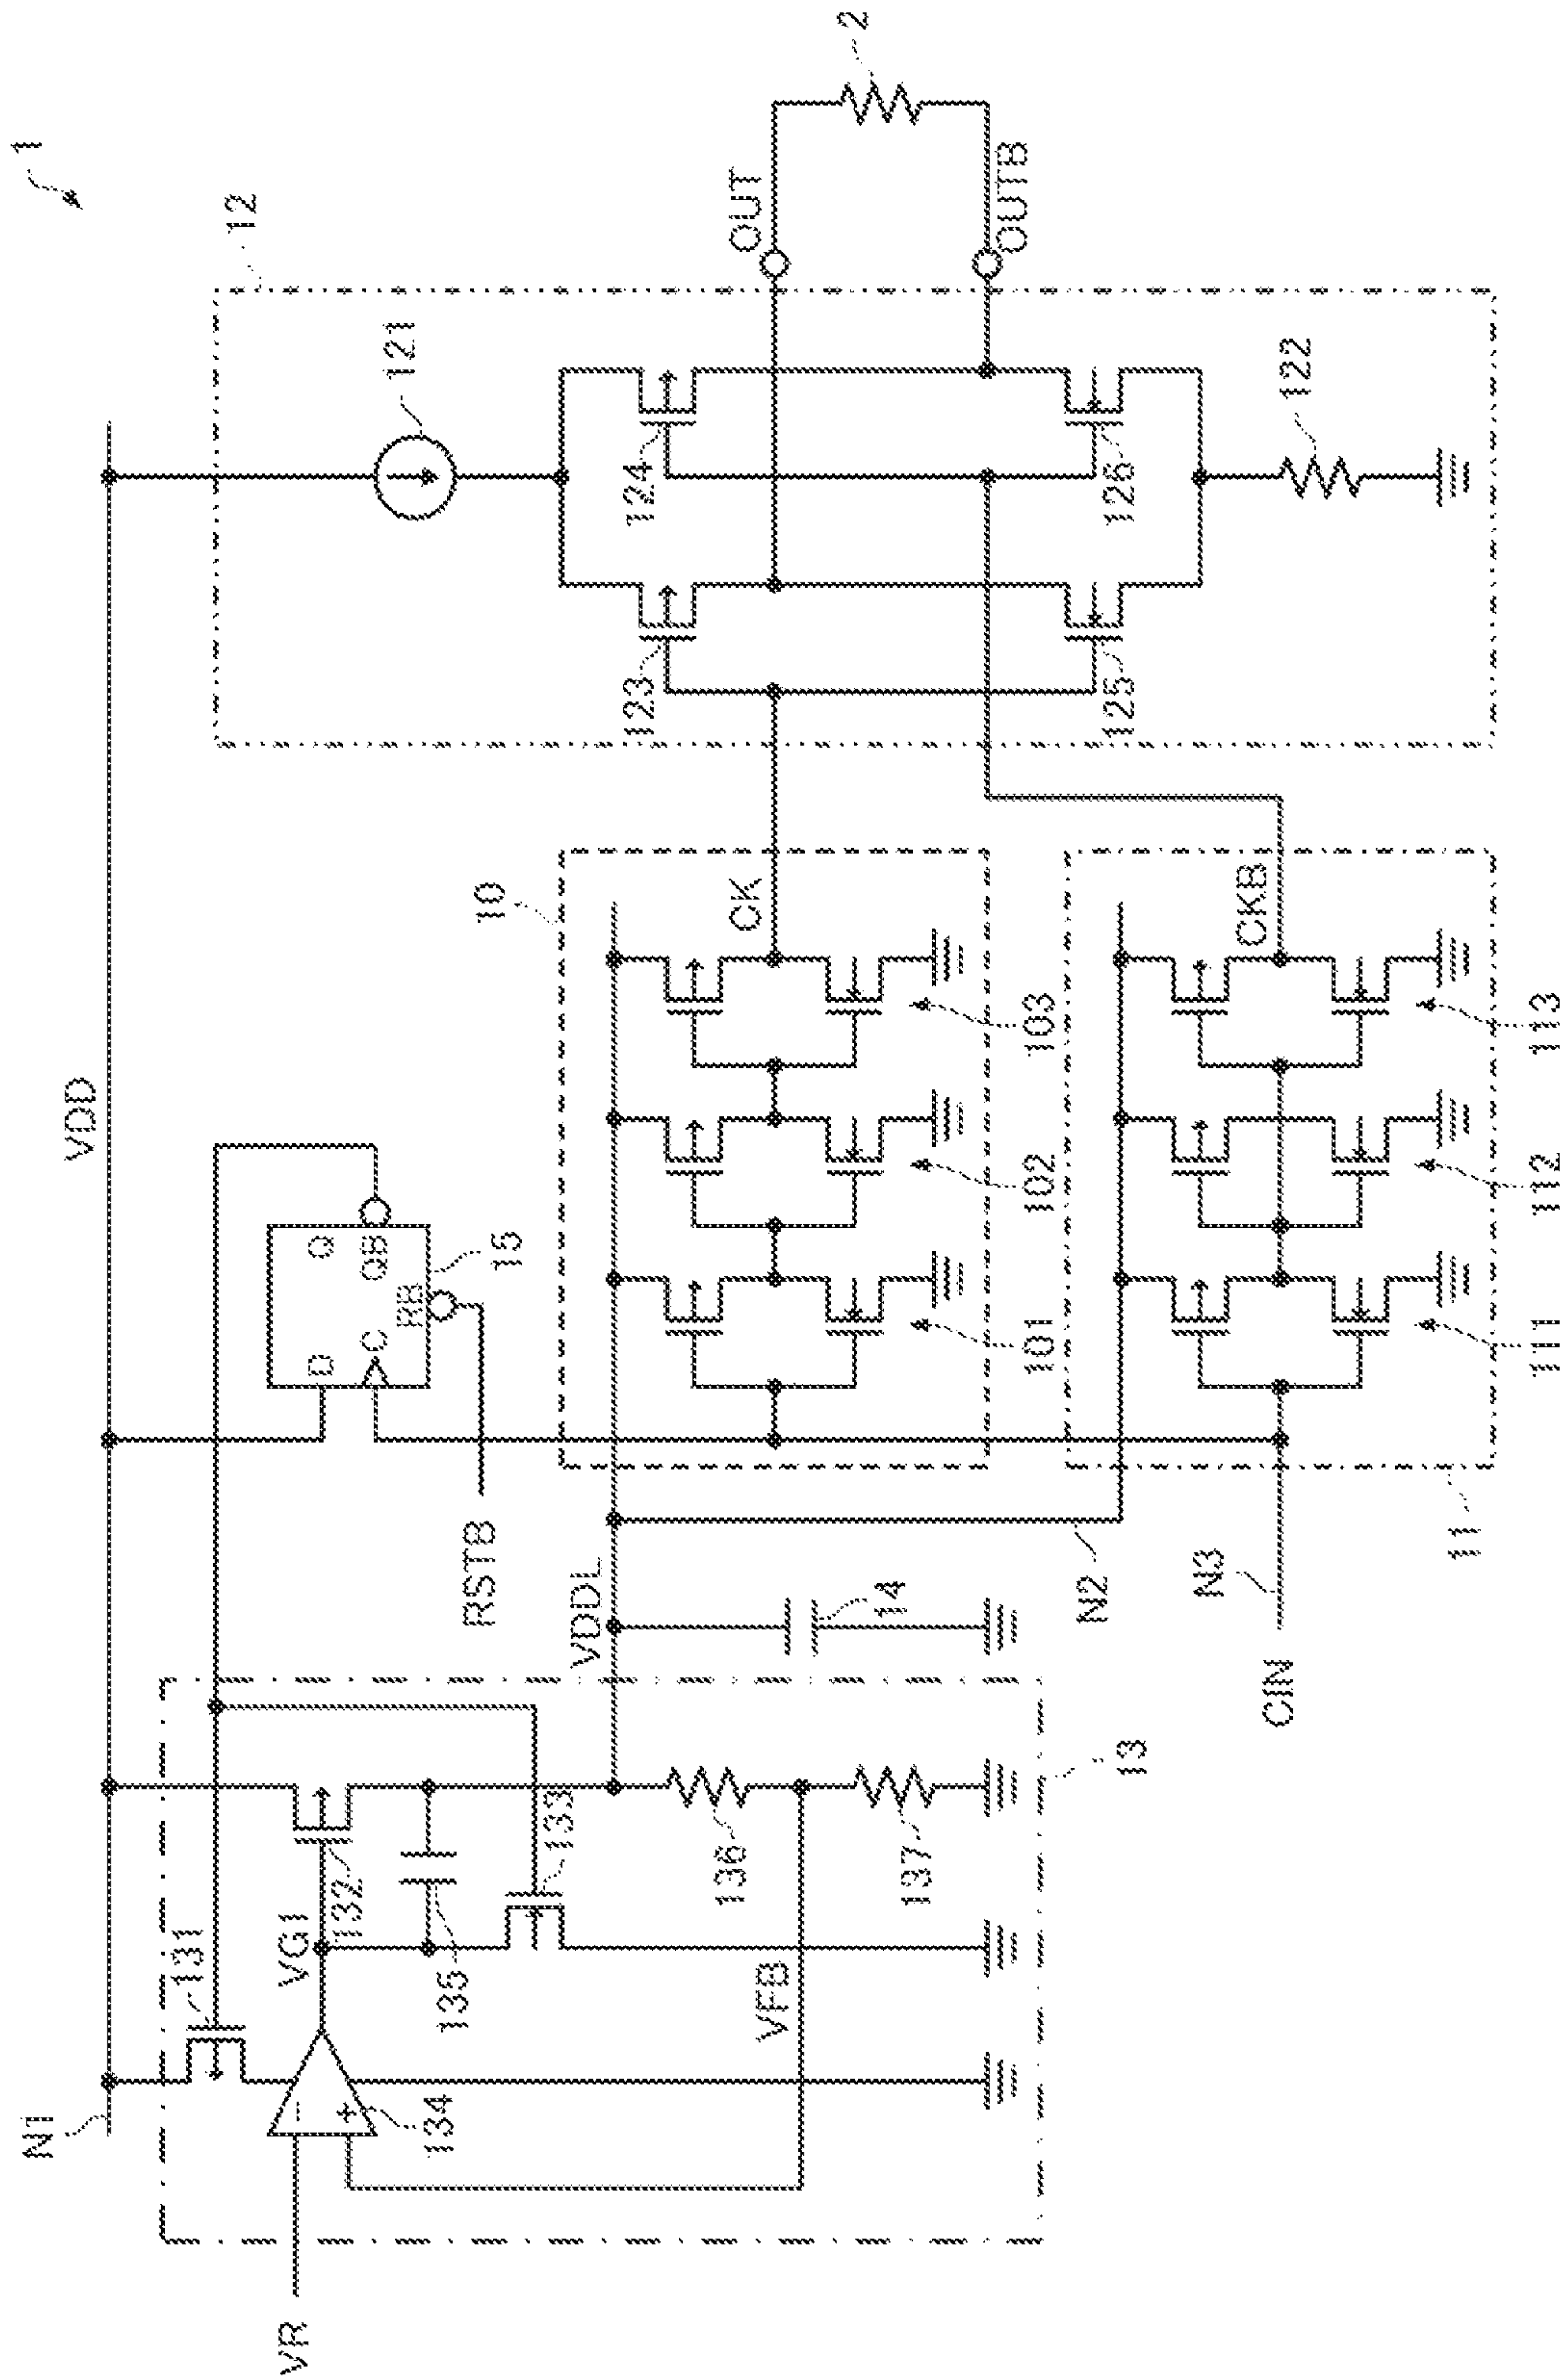 1
N1
VDD
12
131
VG1
132
135
133
134
VR
VFB
136
137
13
VDDL
14
N2
N3
CIN
RSTB
D
Q
C
QB
RB
15
10
CK
101
102
103
11
CKB
111
112
113
121
123
124
125
126
122
OUT
OUTB
2